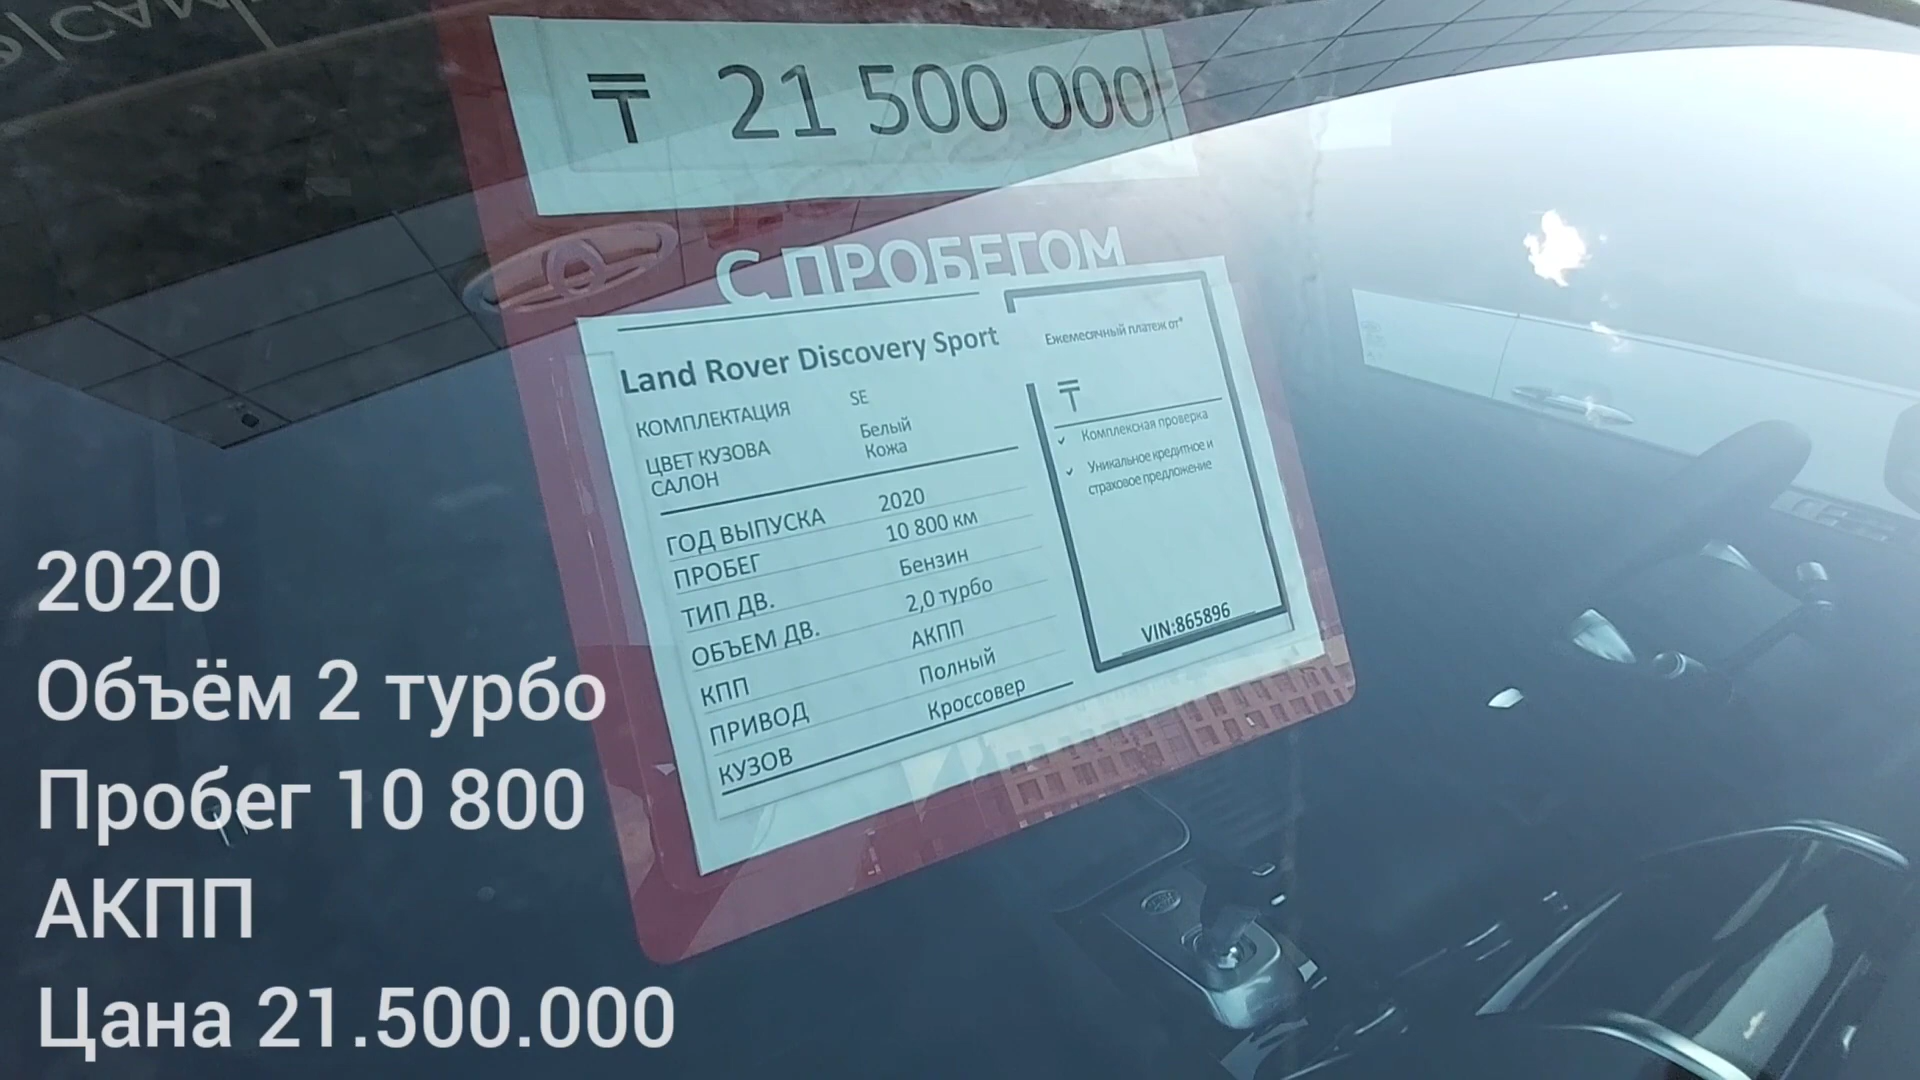 ₸ 21 500 000
С ПРОБЕГОМ
Land Rover Discovery Sport
КОМПЛЕКТАЦИЯ SE
ЦВЕТ КУЗОВА Белый
САЛОН Кожа
ГОД ВЫПУСКА 2020
ПРОБЕГ 10 800 км
ТИП ДВ. Бензин
ОБЪЕМ ДВ. 2,0 турбо
КПП АКПП
ПРИВОД Полный
КУЗОВ Кроссовер
Ежемесячный платеж от*
₸
✓ Комплексная проверка
✓ Уникальное кредитное и
страховое предложение
VIN:865896
2020
Объём 2 турбо
Пробег 10 800
АКПП
Цана 21.500.000